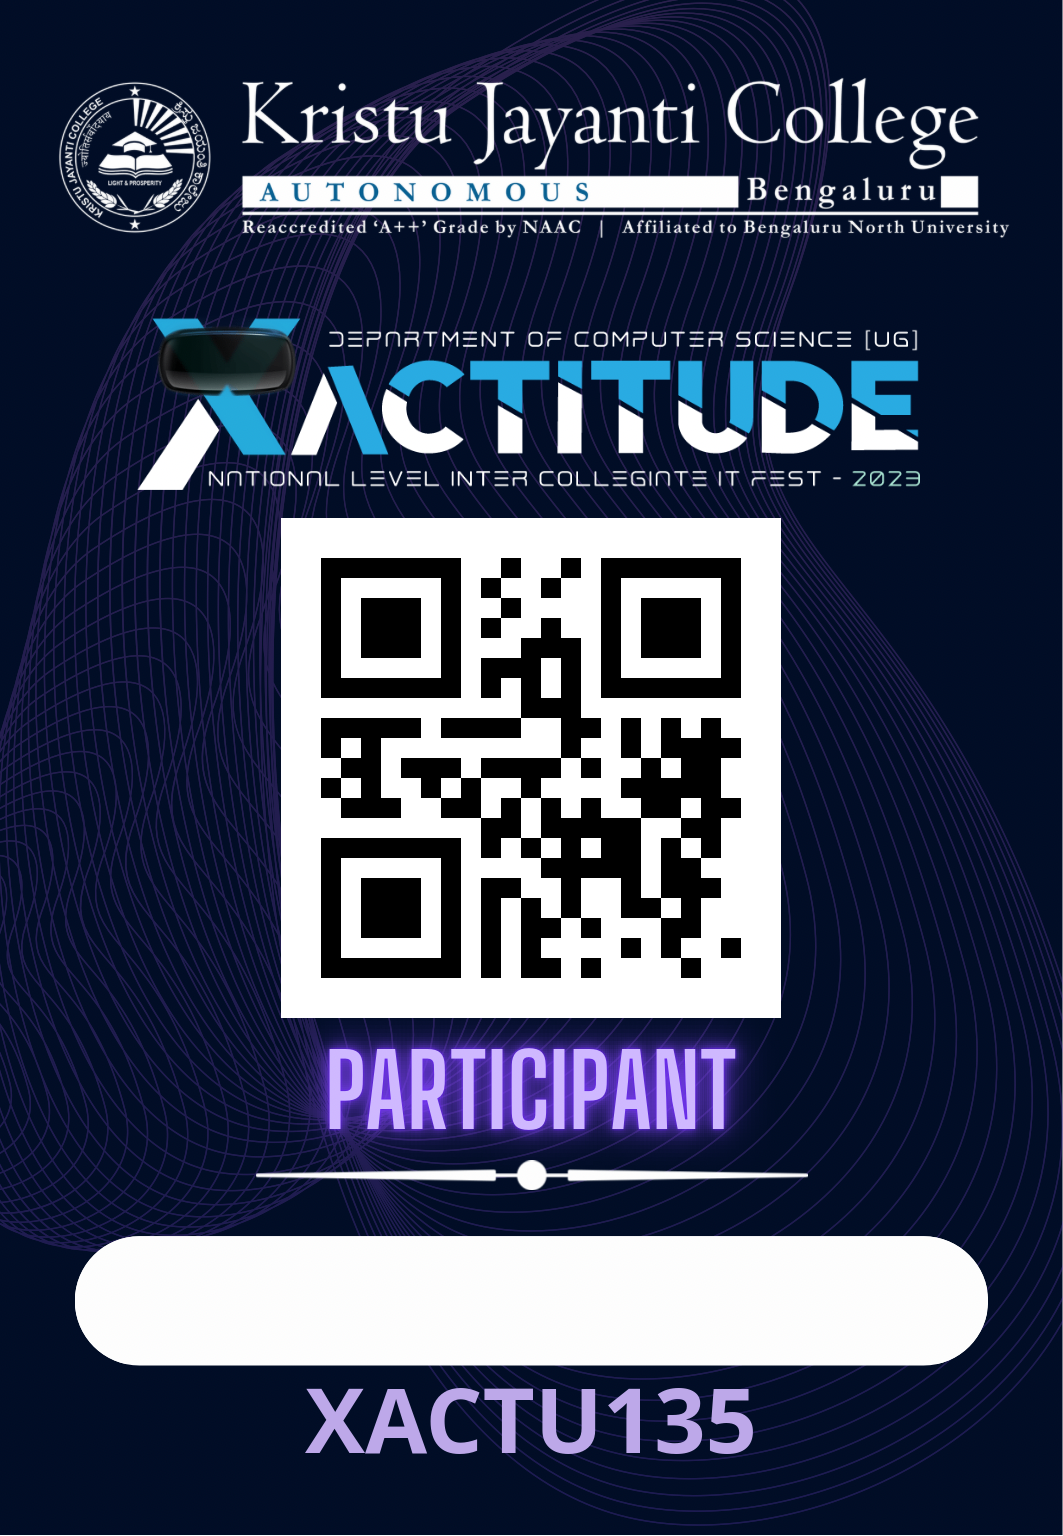 Kristu Jayanti College
AUTONOMOUS Bengaluru
Reaccredited ‘A++’ Grade by NAAC | Affiliated to Bengaluru North University
KRISTU JAYANTI COLLEGE
LIGHT & PROSPERITY
DEPARTMENT OF COMPUTER SCIENCE [UG]
XACTITUDE
NATIONAL LEVEL INTER COLLEGIATE IT FEST - 2023
PARTICIPANT
XACTU135